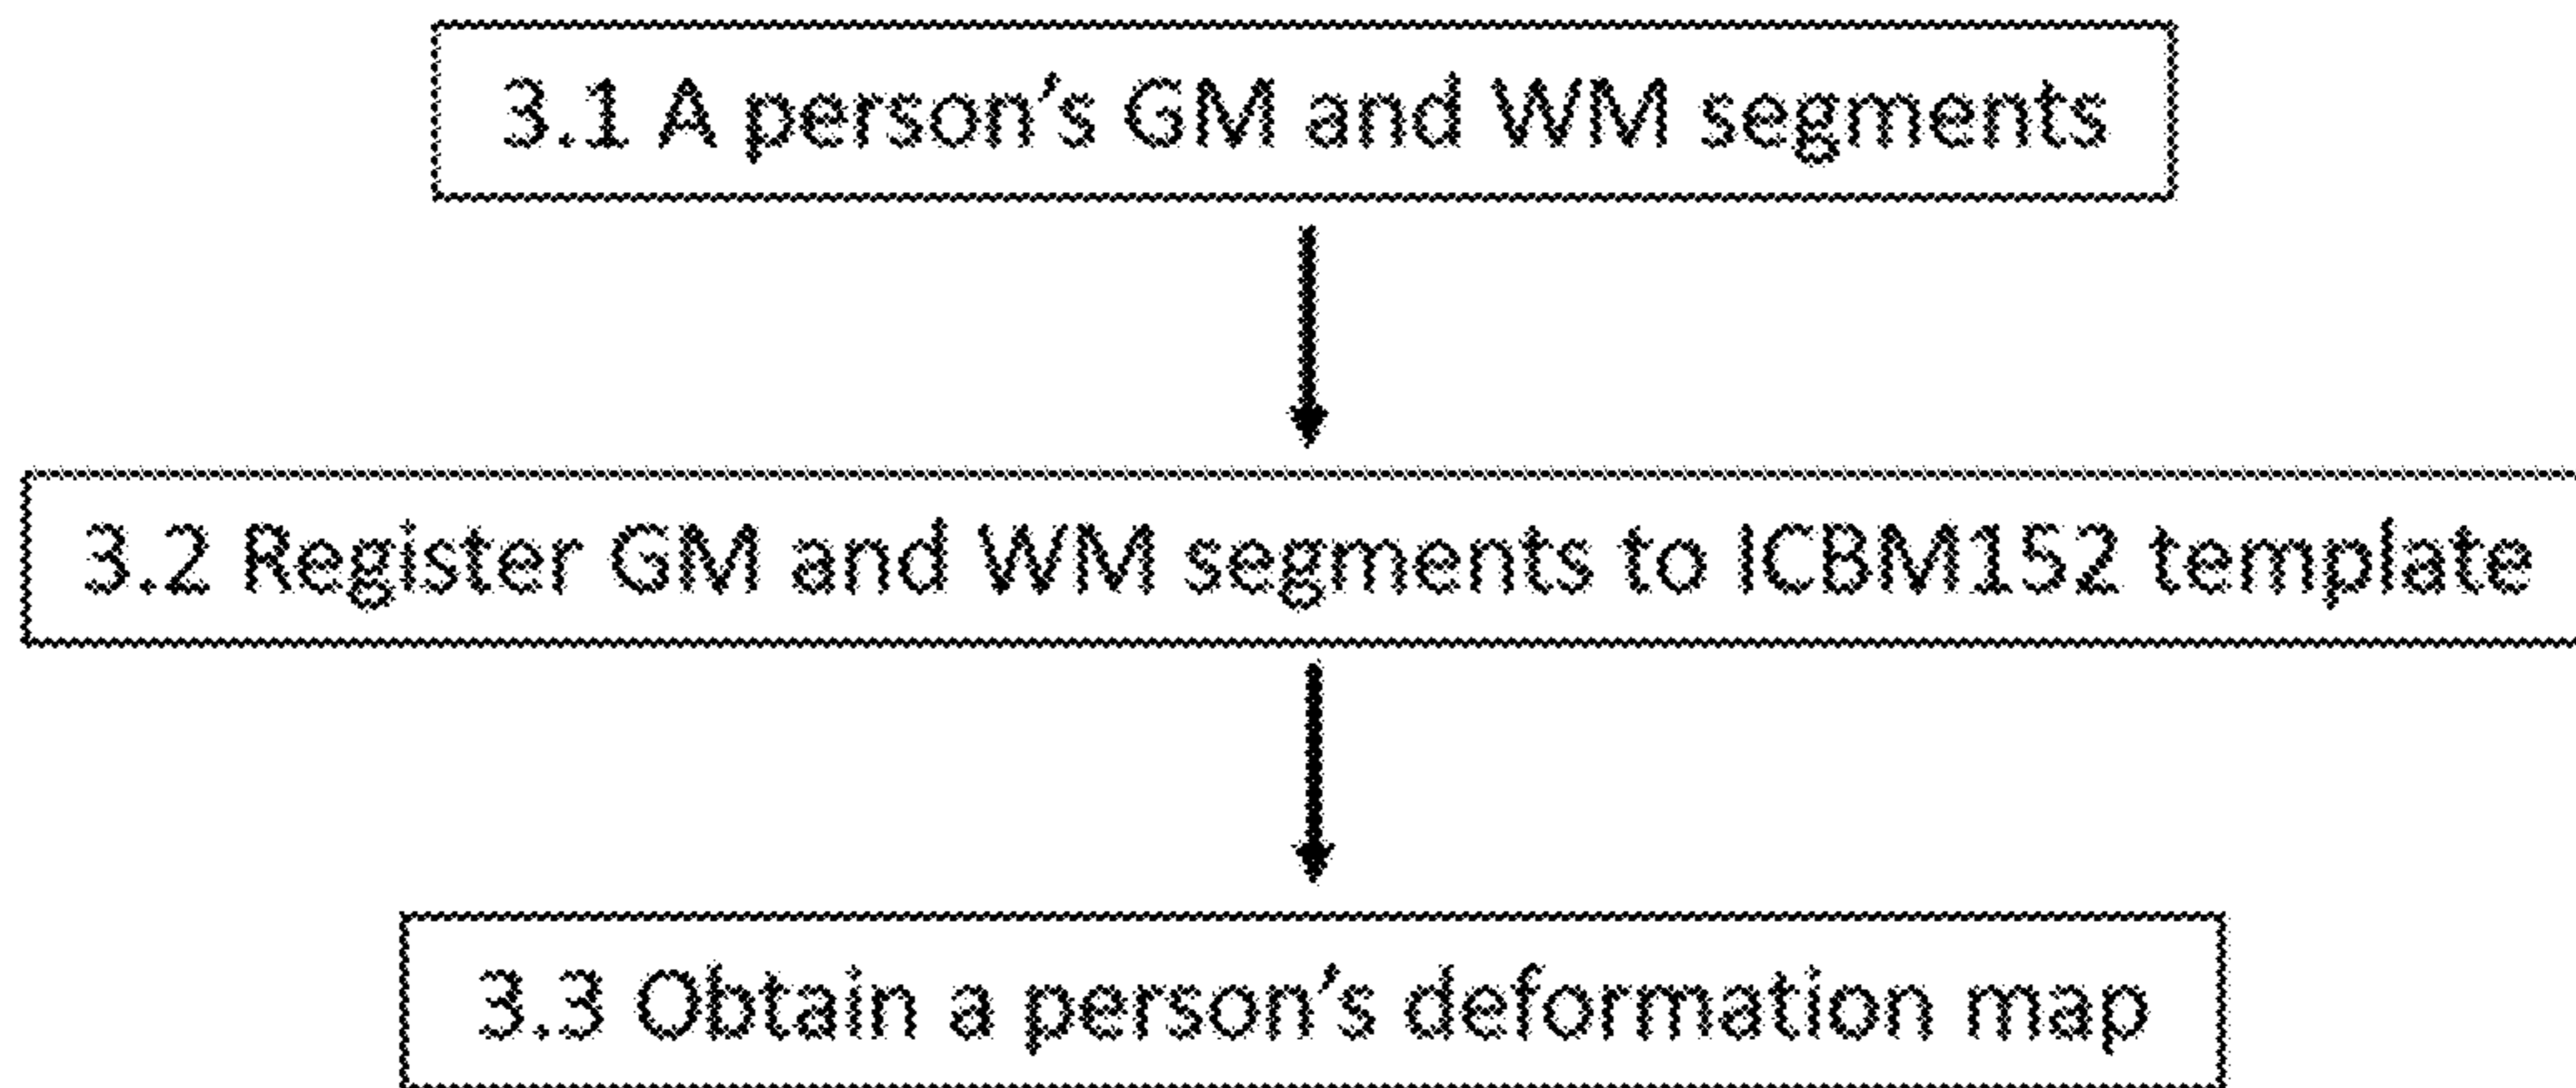 3.1 A person’s GM and WM segments
3.2 Register GM and WM segments to ICBM152 template
3.3 Obtain a person’s deformation map